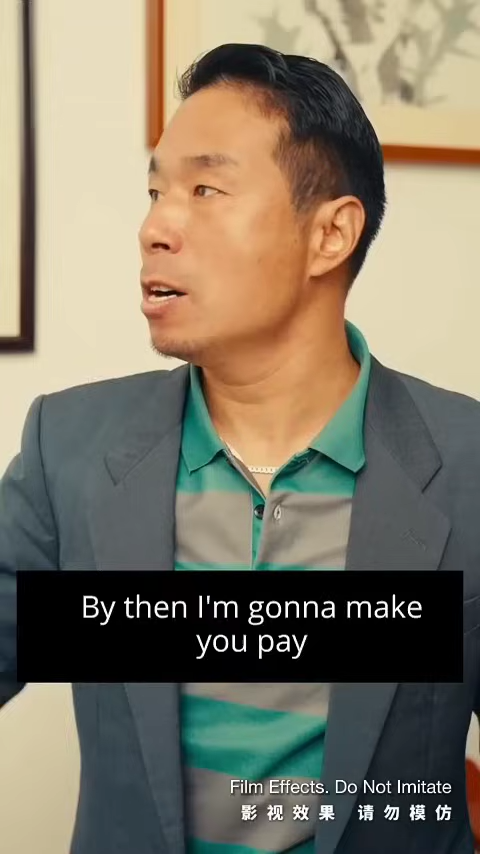 By then I'm gonna make
you pay
Film Effects. Do Not Imitate
影视效果 请勿模仿